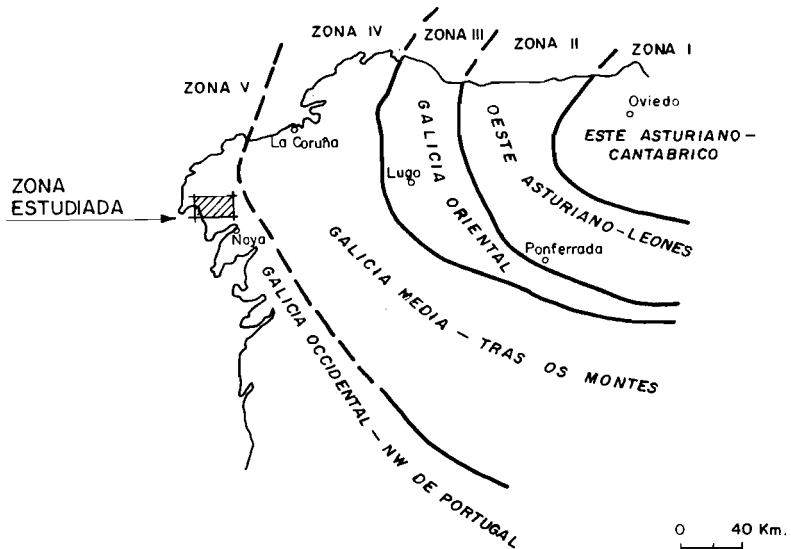 ZONA IV
ZONA III
ZONA II
ZONA I
ZONA V
Oviedo
ESTE ASTURIANO-
CANTABRICO
La Coruña
GALICIA ORIENTAL
OESTE ASTURIANO-LEONES
Lugo
ZONA
ESTUDIADA
Noya
Ponferrada
GALICIA MEDIA - TRAS OS MONTES
GALICIA OCCIDENTAL - NW DE PORTUGAL
0 40 Km.